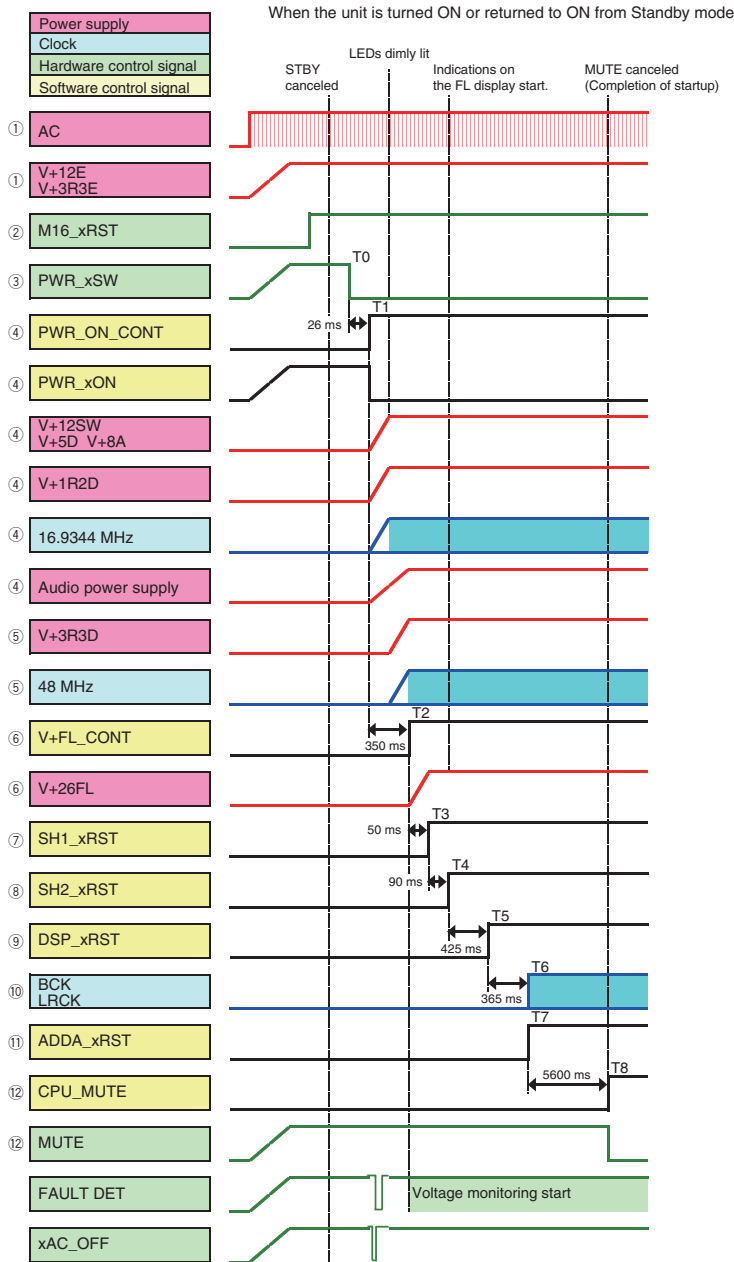 When the unit is turned ON or returned to ON from Standby mode
Power supply
Clock
Hardware control signal
Software control signal
LEDs dimly lit
STBY
canceled
Indications on
the FL display start.
MUTE canceled
(Completion of startup)
① AC
① V+12E
V+3R3E
② M16_xRST
③ PWR_xSW
T0
④ PWR_ON_CONT
26 ms
T1
④ PWR_xON
④ V+12SW
V+5D V+8A
④ V+1R2D
④ 16.9344 MHz
④ Audio power supply
⑤ V+3R3D
⑤ 48 MHz
⑥ V+FL_CONT
T2
350 ms
⑥ V+26FL
⑦ SH1_xRST
50 ms
T3
⑧ SH2_xRST
90 ms
T4
⑨ DSP_xRST
425 ms
T5
⑩ BCK
LRCK
365 ms
T6
⑪ ADDA_xRST
T7
⑫ CPU_MUTE
5600 ms
T8
⑫ MUTE
FAULT DET
Voltage monitoring start
xAC_OFF